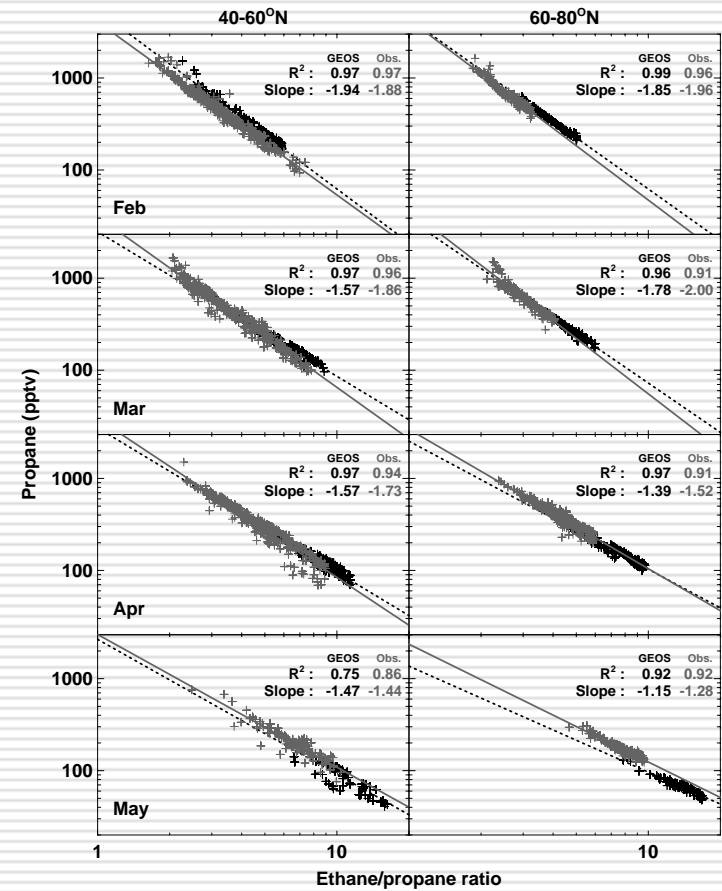 40-60°N 60-80°N
GEOS Obs.
R² : 0.97 0.97
Slope : -1.94 -1.88
GEOS Obs.
R² : 0.99 0.96
Slope : -1.85 -1.96
1000
100
Feb
GEOS Obs.
R² : 0.97 0.96
Slope : -1.57 -1.86
GEOS Obs.
R² : 0.96 0.91
Slope : -1.78 -2.00
1000
100
Mar
Propane (pptv)
GEOS Obs.
R² : 0.97 0.94
Slope : -1.57 -1.73
GEOS Obs.
R² : 0.97 0.91
Slope : -1.39 -1.52
1000
100
Apr
GEOS Obs.
R² : 0.75 0.86
Slope : -1.47 -1.44
GEOS Obs.
R² : 0.92 0.92
Slope : -1.15 -1.28
1000
100
May
1 10 10
Ethane/propane ratio